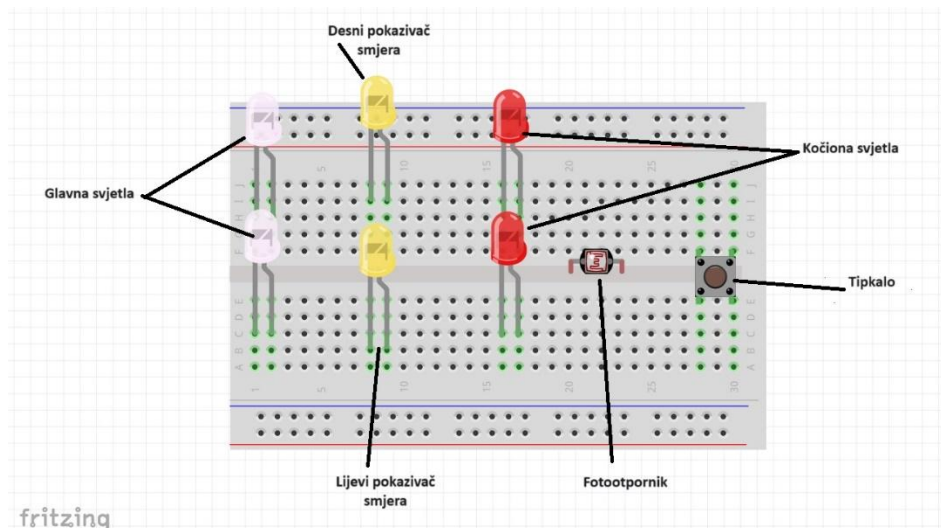 Desni pokazivač
smjera
Kočiona svjetla
Glavna svjetla
Tipkalo
Lijevi pokazivač
smjera
Fotootpornik
fritzing